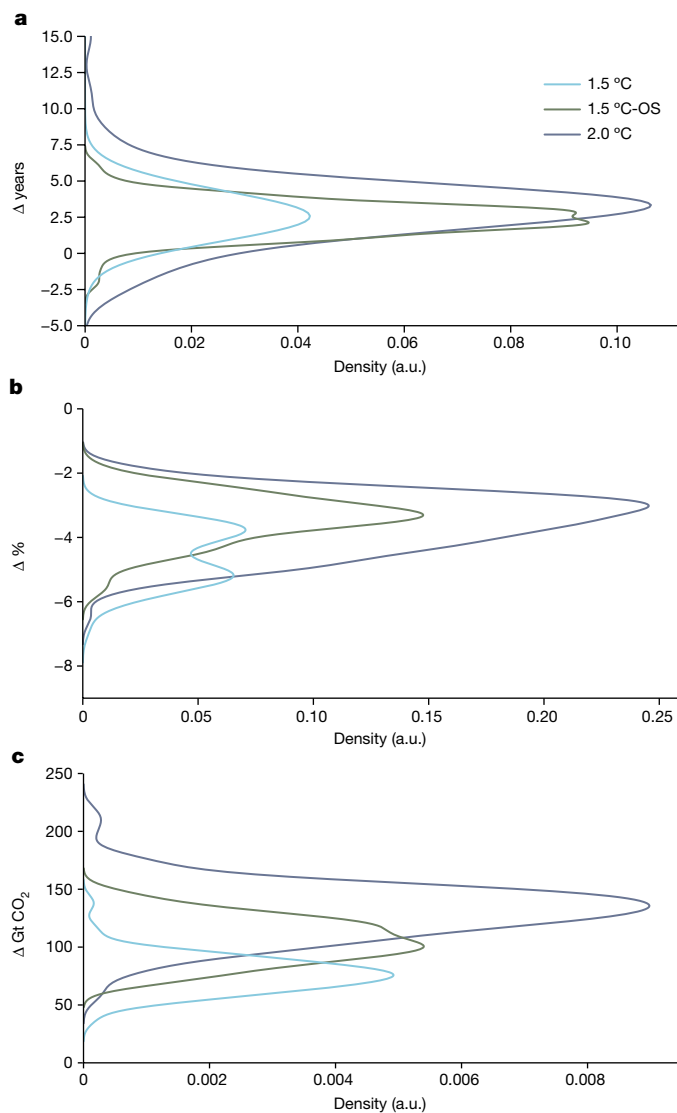 a
15.0
12.5
10.0
7.5
5.0
2.5
0
−2.5
−5.0
Δ years
1.5 °C
1.5 °C-OS
2.0 °C
0 0.02 0.04 0.06 0.08 0.10
Density (a.u.)
b
0
−2
−4
−6
−8
Δ %
0 0.05 0.10 0.15 0.20 0.25
Density (a.u.)
c
250
200
150
100
50
0
Δ Gt CO₂
0 0.002 0.004 0.006 0.008
Density (a.u.)